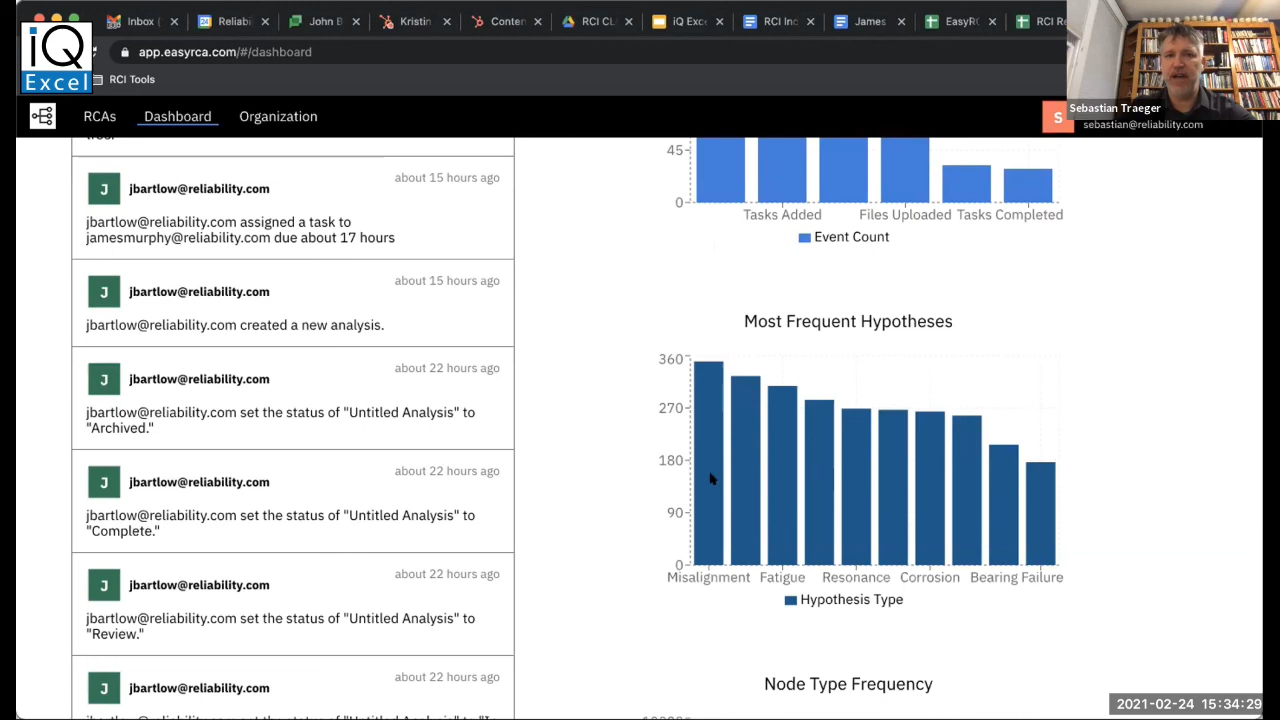 Inbox (
Reliabi
John B
Kristin
Conten
RCI CL
iQ Exce
RCI Inc
James
EasyRC
RCI Re
iQ
Excel
app.easyrca.com/#/dashboard
RCI Tools
Sebastian Traeger
RCAs
Dashboard
Organization
S
sebastian@reliability.com
J
jbartlow@reliability.com
about 15 hours ago
jbartlow@reliability.com assigned a task to
jamesmurphy@reliability.com due about 17 hours
J
jbartlow@reliability.com
about 15 hours ago
jbartlow@reliability.com created a new analysis.
J
jbartlow@reliability.com
about 22 hours ago
jbartlow@reliability.com set the status of "Untitled Analysis" to
"Archived."
J
jbartlow@reliability.com
about 22 hours ago
jbartlow@reliability.com set the status of "Untitled Analysis" to
"Complete."
J
jbartlow@reliability.com
about 22 hours ago
jbartlow@reliability.com set the status of "Untitled Analysis" to
"Review."
J
jbartlow@reliability.com
about 22 hours ago
45
0
Tasks Added Files Uploaded Tasks Completed
Event Count
Most Frequent Hypotheses
360
270
180
90
0
Misalignment Fatigue Resonance Corrosion Bearing Failure
Hypothesis Type
Node Type Frequency
2021-02-24 15:34:29